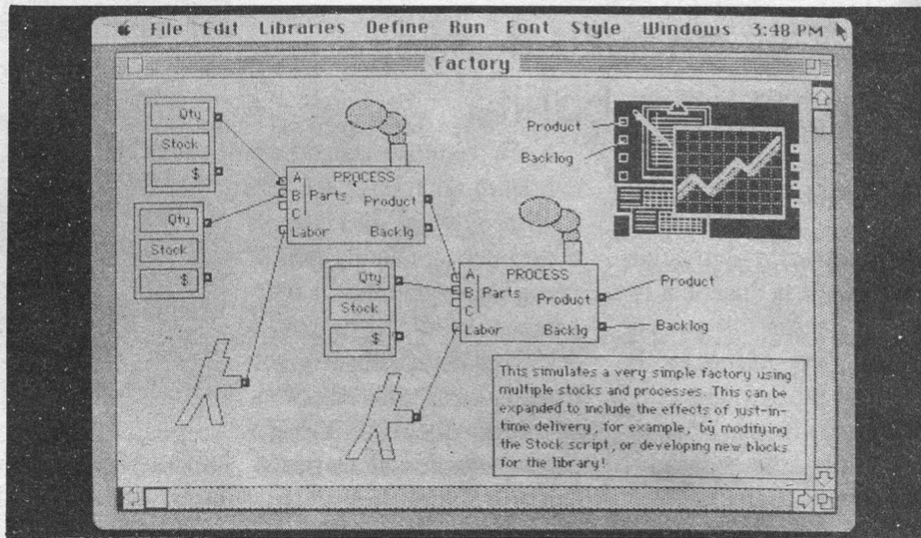 File Edit Libraries Define Run Font Style Windows 3:48 PM
Factory
Qty
Stock
$
Qty
Stock
$
PROCESS
A
B Parts
C
Product
Labor
Backlg
Product
Backlog
Qty
Stock
$
PROCESS
A
B Parts
C
Product
Labor
Backlg
Product
Backlog
This simulates a very simple factory using
multiple stocks and processes. This can be
expanded to include the effects of just-in-
time delivery, for example, by modifying
the Stock script, or developing new blocks
for the library!